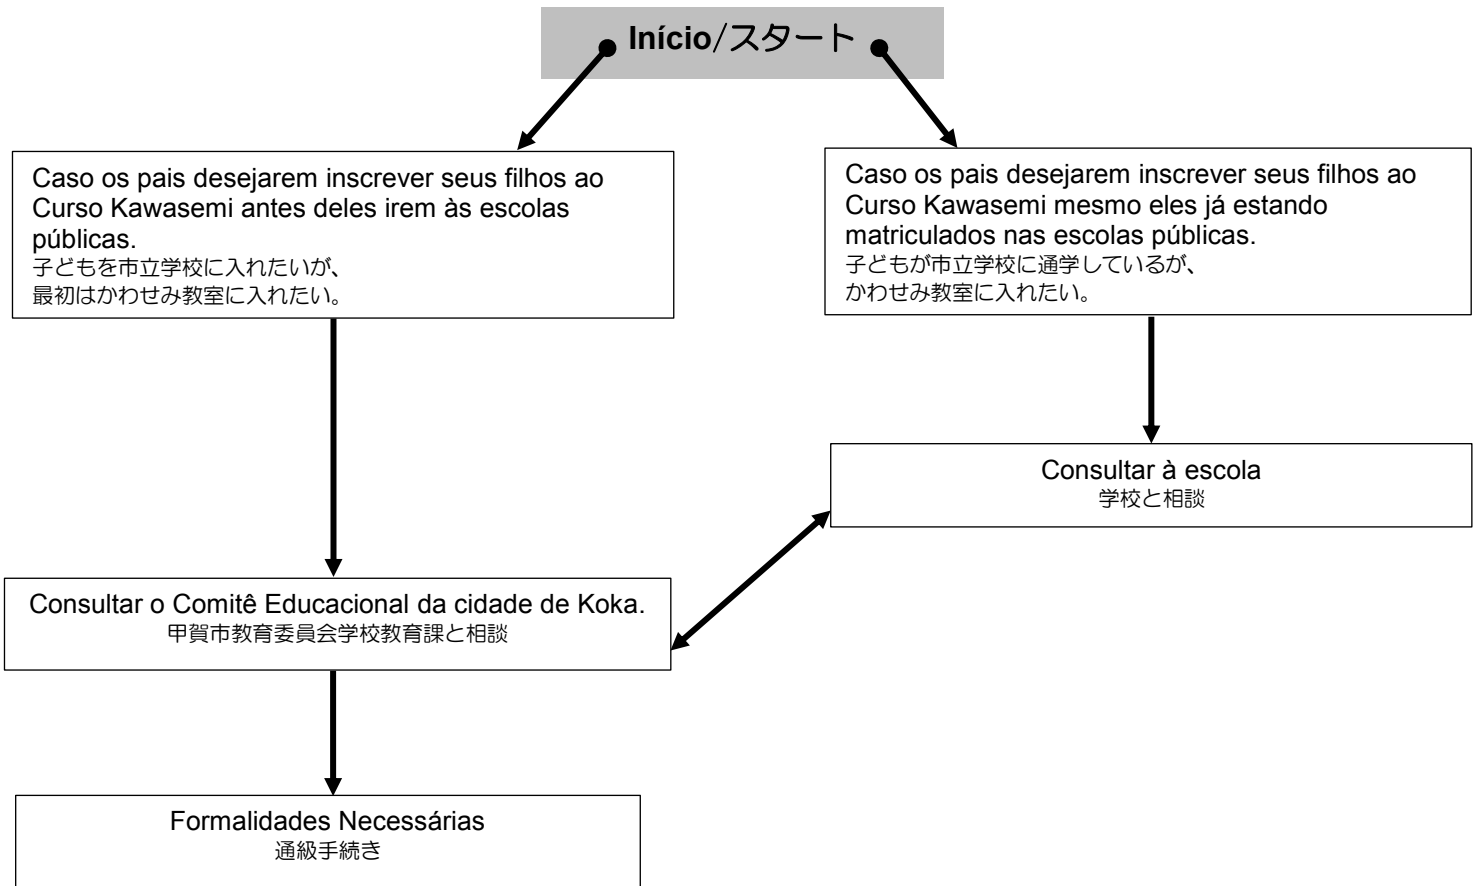 Início/スタート
Caso os pais desejarem inscrever seus filhos ao
Curso Kawasemi antes deles irem às escolas
públicas.
子どもを市立学校に入れたいが、
最初はかわせみ教室に入れたい。
Caso os pais desejarem inscrever seus filhos ao
Curso Kawasemi mesmo eles já estando
matriculados nas escolas públicas.
子どもが市立学校に通学しているが、
かわせみ教室に入れたい。
Consultar à escola
学校と相談
Consultar o Comitê Educacional da cidade de Koka.
甲賀市教育委員会学校教育課と相談
Formalidades Necessárias
通級手続き